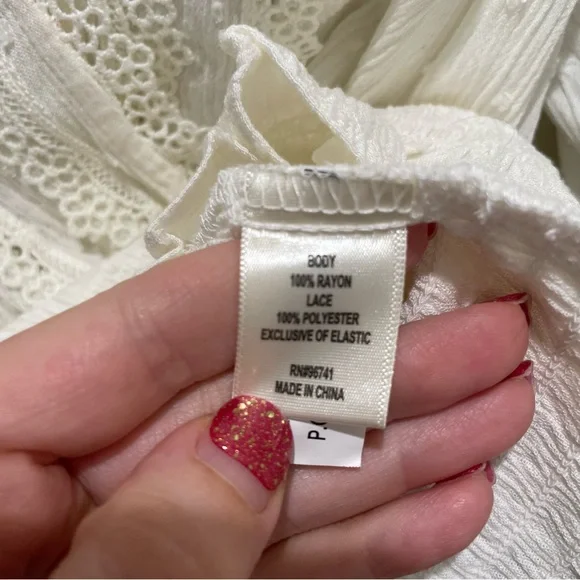 BODY
100% RAYON
LACE
100% POLYESTER
EXCLUSIVE OF ELASTIC
RN#96741
MADE IN CHINA